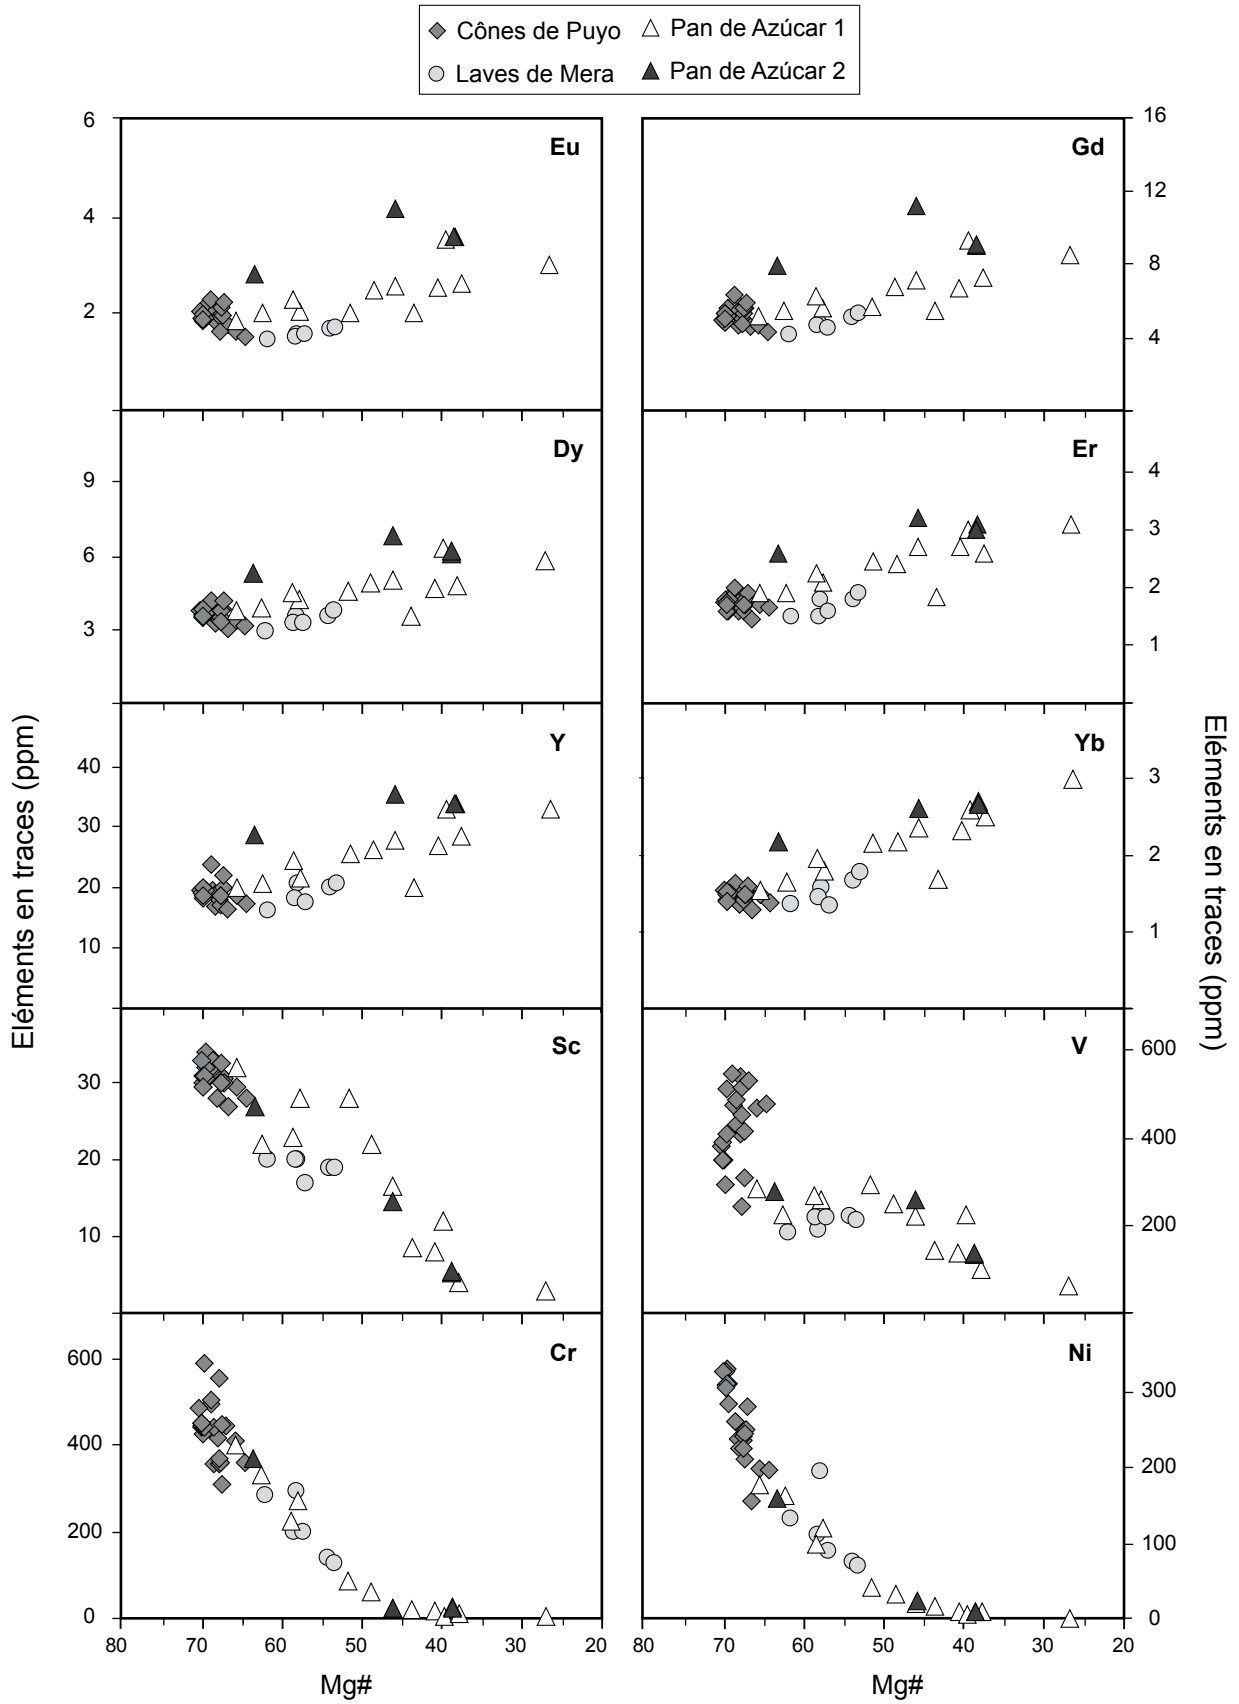 Cônes de Puyo
Pan de Azúcar 1
Laves de Mera
Pan de Azúcar 2
Eu
6
4
2
Gd
16
12
8
4
Dy
9
6
3
Er
4
3
2
1
Y
40
30
20
10
Yb
3
2
1
Sc
30
20
10
V
600
400
200
Cr
600
400
200
0
Ni
300
200
100
0
80 70 60 50 40 30 20
80 70 60 50 40 30 20
Mg#
Mg#
Eléments en traces (ppm)
Eléments en traces (ppm)